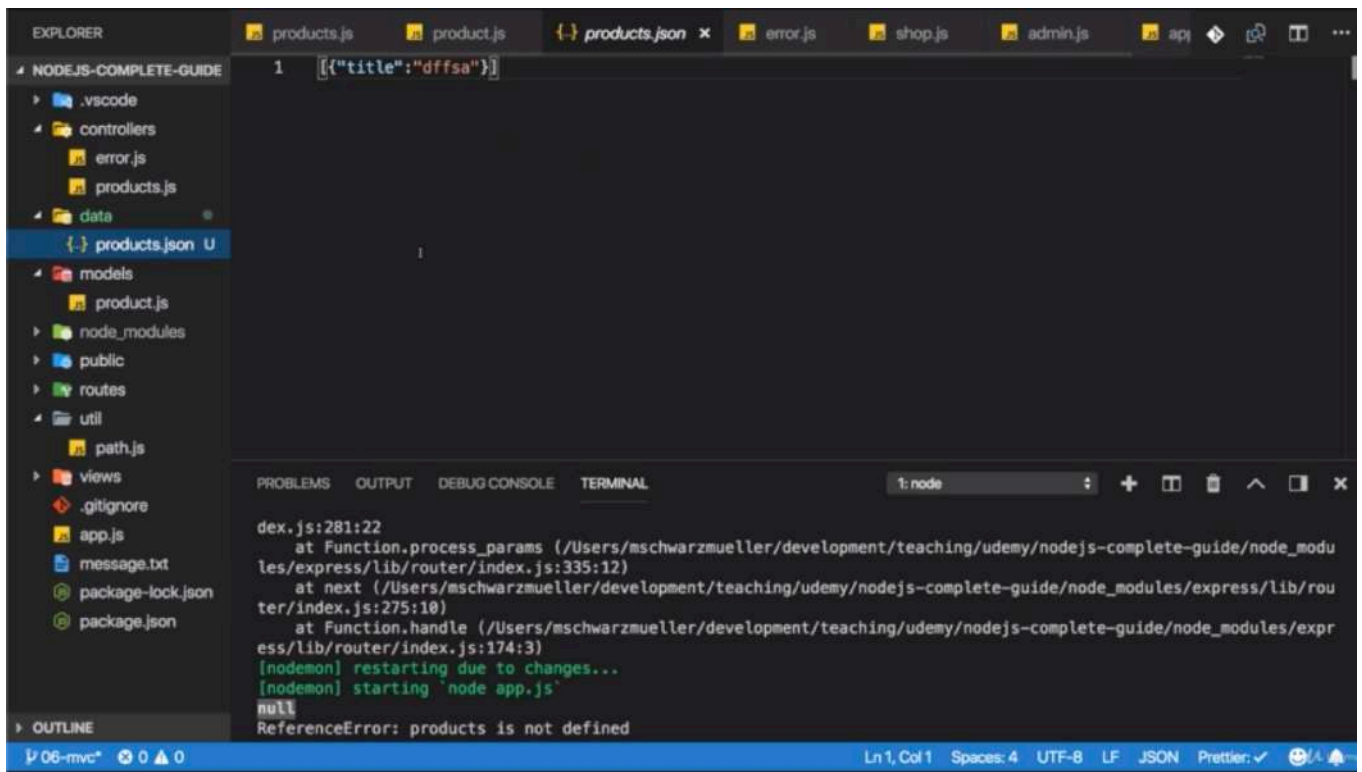 EXPLORER
NODEJS-COMPLETE-GUIDE
.vscode
controllers
error.js
products.js
data
products.json U
models
product.js
node_modules
public
routes
util
path.js
views
.gitignore
app.js
message.txt
package-lock.json
package.json
OUTLINE
products.js
product.js
{..} products.json ×
error.js
shop.js
admin.js
app
1 [{"title":"dffsa"}]
PROBLEMS OUTPUT DEBUG CONSOLE TERMINAL 1: node
dex.js:281:22
at Function.process_params (/Users/mschwarzmueller/development/teaching/udemy/nodejs-complete-guide/node_modu
les/express/lib/router/index.js:335:12)
at next (/Users/mschwarzmueller/development/teaching/udemy/nodejs-complete-guide/node_modules/express/lib/rou
ter/index.js:275:10)
at Function.handle (/Users/mschwarzmueller/development/teaching/udemy/nodejs-complete-guide/node_modules/expr
ess/lib/router/index.js:174:3)
[nodemon] restarting due to changes...
[nodemon] starting `node app.js`
null
ReferenceError: products is not defined
06-mvc* 0 0 Ln 1, Col 1 Spaces: 4 UTF-8 LF JSON Prettier: ✓